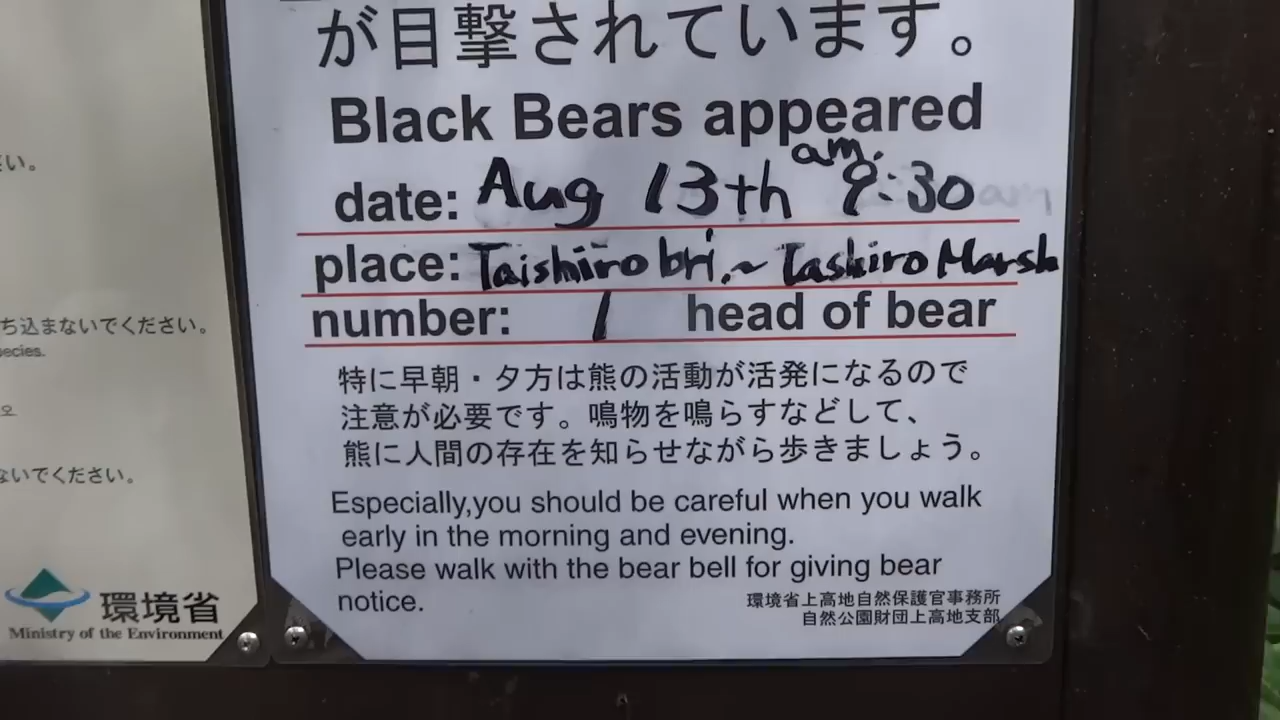 が目撃されています。
Black Bears appeared
date: Aug 13th am. 9:30
am
place: Taishiro bri. ~ Tashiro Marsh
number: 1 head of bear
特に早朝・夕方は熊の活動が活発になるので
注意が必要です。鳴物を鳴らすなどして、
熊に人間の存在を知らせながら歩きましょう。
Especially,you should be careful when you walk
early in the morning and evening.
Please walk with the bear bell for giving bear
notice.
環境省上高地自然保護官事務所
自然公園財団上高地支部
さい。
ち込まないでください。
ecies.
오
ないでください。
環境省
Ministry of the Environment